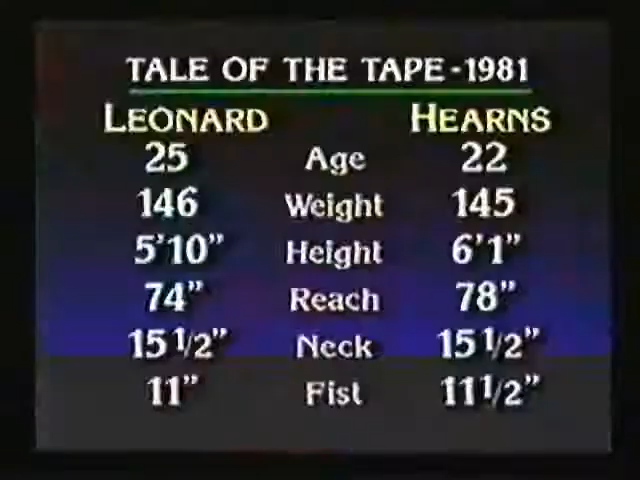 TALE OF THE TAPE - 1981
LEONARD HEARNS
25 Age 22
146 Weight 145
5'10" Height 6'1"
74" Reach 78"
15 1/2" Neck 15 1/2"
11" Fist 11 1/2"